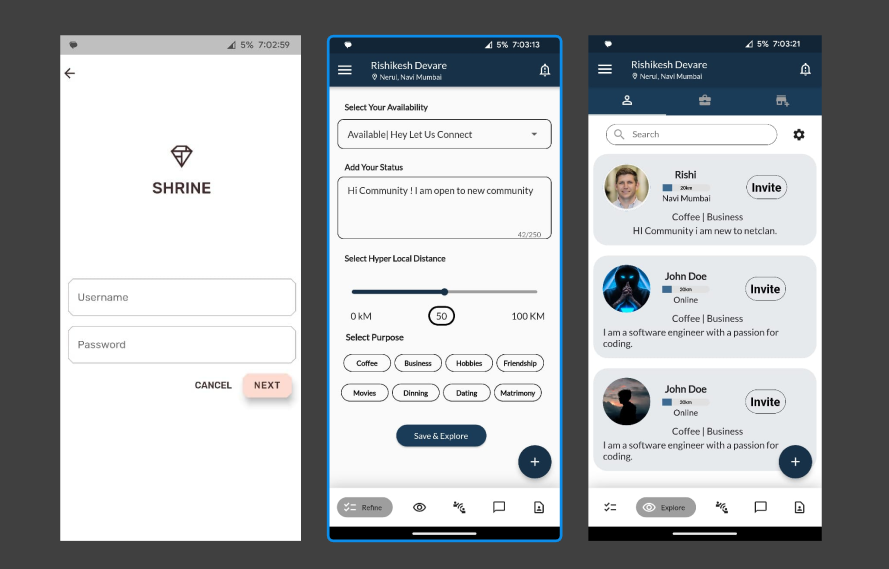 5% 7:02:59
SHRINE
Username
Password
CANCEL NEXT
5% 7:03:13
Rishikesh Devare
Nerul, Navi Mumbai
Select Your Availability
Available| Hey Let Us Connect
Add Your Status
Hi Community ! I am open to new community
42/250
Select Hyper Local Distance
0 kM 50 100 KM
Select Purpose
Coffee Business Hobbies Friendship
Movies Dinning Dating Matrimony
Save & Explore
+
Refine
5% 7:03:21
Rishikesh Devare
Nerul, Navi Mumbai
Search
Rishi
20km
Navi Mumbai
Invite
Coffee | Business
HI Community i am new to netclan.
John Doe
20km
Online
Invite
Coffee | Business
I am a software engineer with a passion for
coding.
John Doe
20km
Online
Invite
Coffee | Business
I am a software engineer with a passion for
coding.
+
Explore